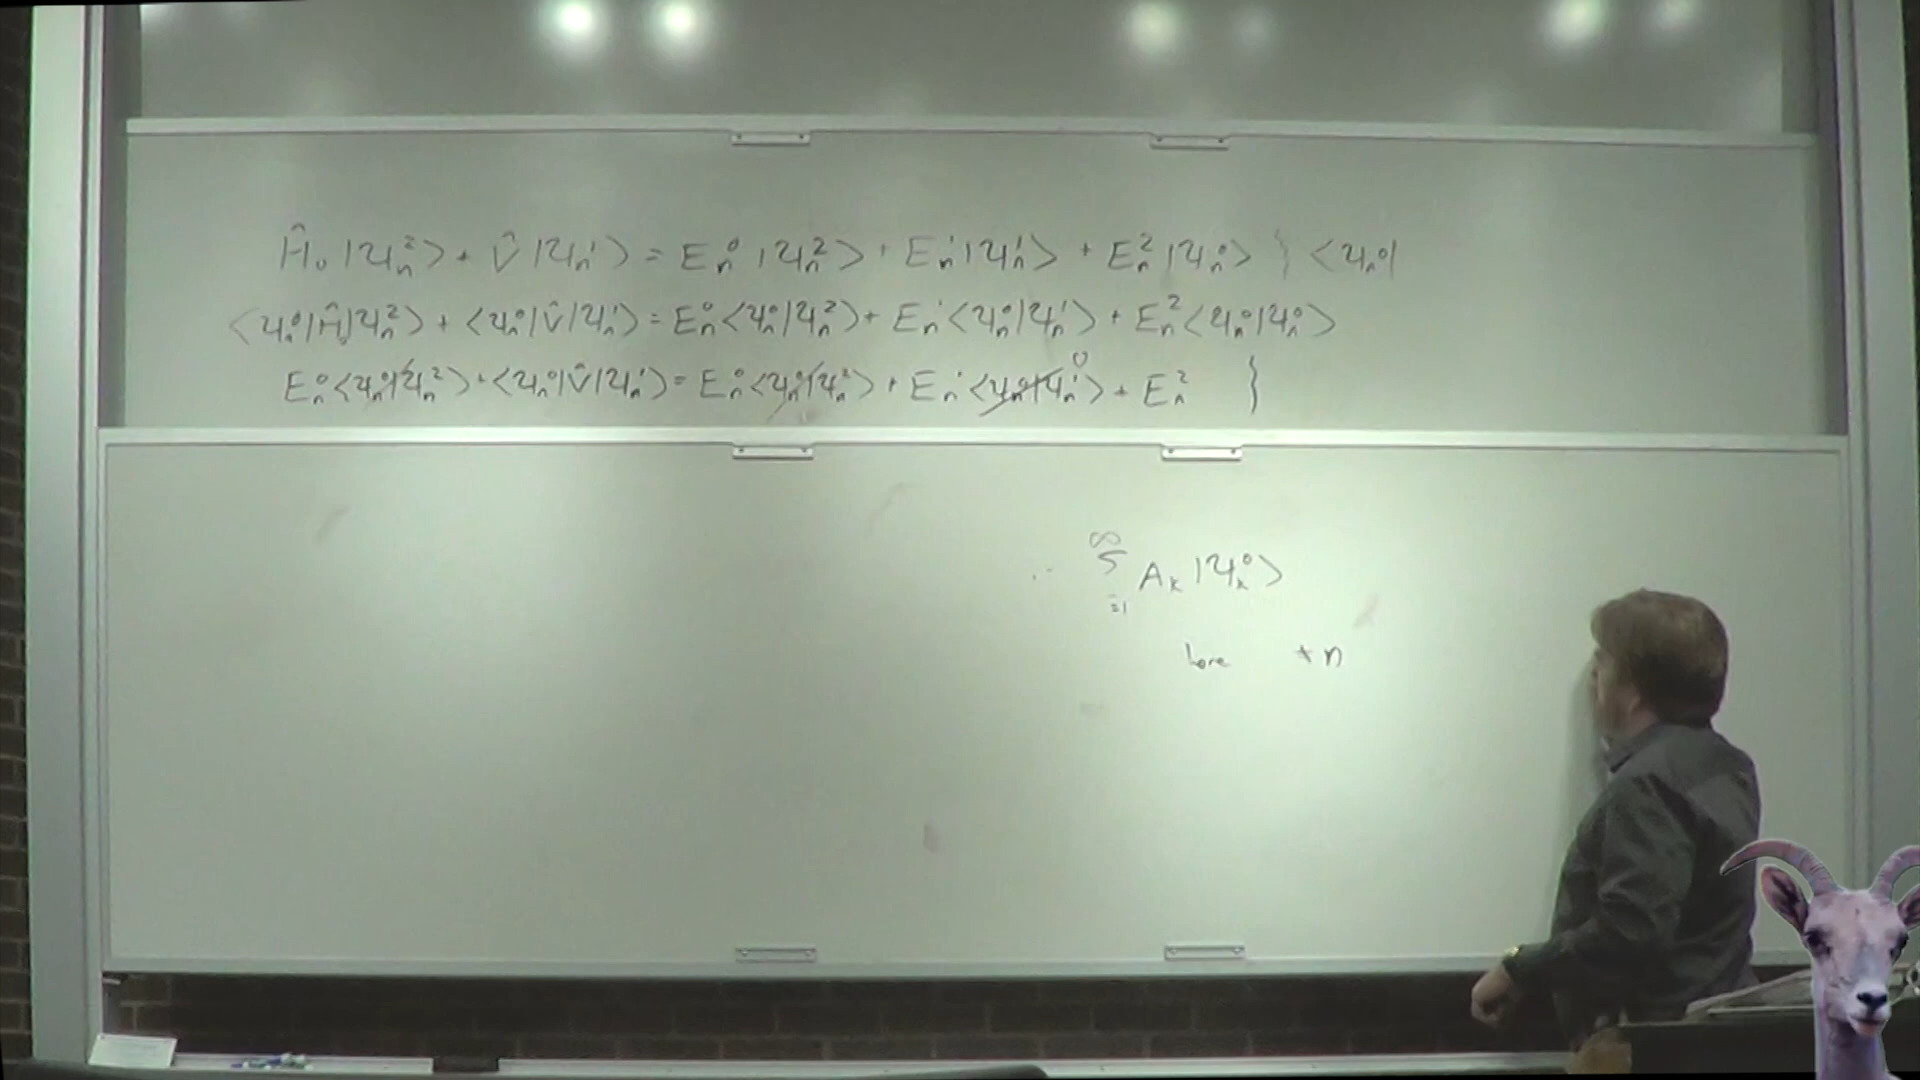 Ĥ₀|ψₙ²⟩ + V̂|ψₙ¹⟩ = Eₙ⁰|ψₙ²⟩ + Eₙ¹|ψₙ¹⟩ + Eₙ²|ψₙ⁰⟩ } ⟨ψₙ⁰|
⟨ψₙ⁰|Ĥ₀|ψₙ²⟩ + ⟨ψₙ⁰|V̂|ψₙ¹⟩ = Eₙ⁰⟨ψₙ⁰|ψₙ²⟩ + Eₙ¹⟨ψₙ⁰|ψₙ¹⟩ + Eₙ²⟨ψₙ⁰|ψₙ⁰⟩
Eₙ⁰⟨ψₙ⁰|ψₙ²⟩ + ⟨ψₙ⁰|V̂|ψₙ¹⟩ = Eₙ⁰⟨ψₙ⁰|ψₙ²⟩ + Eₙ¹⟨ψₙ⁰|ψₙ¹⟩ 0 + Eₙ² }
∞
Σ Aₖ|ψₖ⁰⟩
=1
≠ n